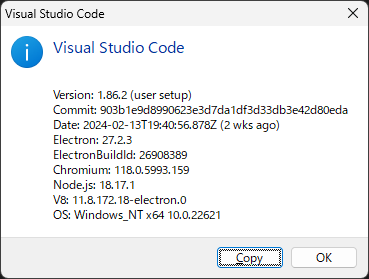 Visual Studio Code
Visual Studio Code
Version: 1.86.2 (user setup)
Commit: 903b1e9d8990623e3d7da1df3d33db3e42d80eda
Date: 2024-02-13T19:40:56.878Z (2 wks ago)
Electron: 27.2.3
ElectronBuildId: 26908389
Chromium: 118.0.5993.159
Node.js: 18.17.1
V8: 11.8.172.18-electron.0
OS: Windows_NT x64 10.0.22621
Copy
OK